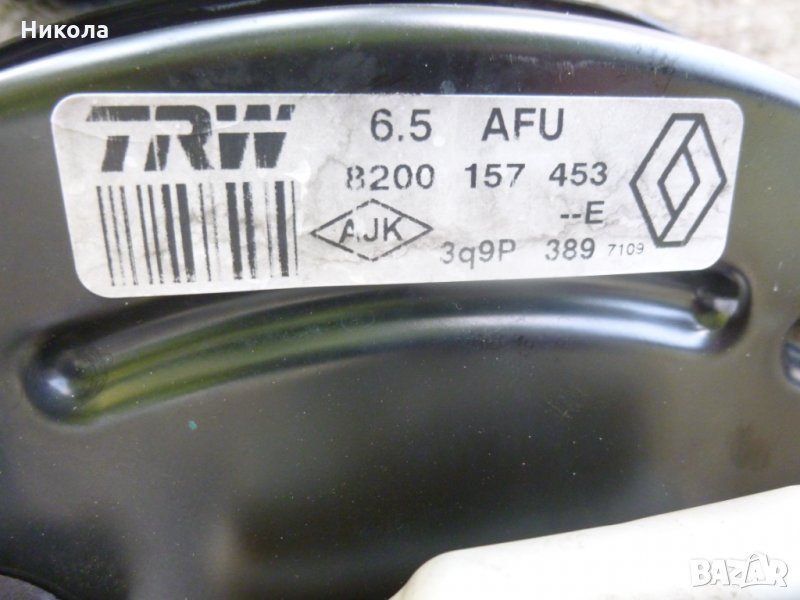 Никола
TRW 6.5 AFU
8200 157 453
AJK --E
3q9P 389 7109
BAZAR